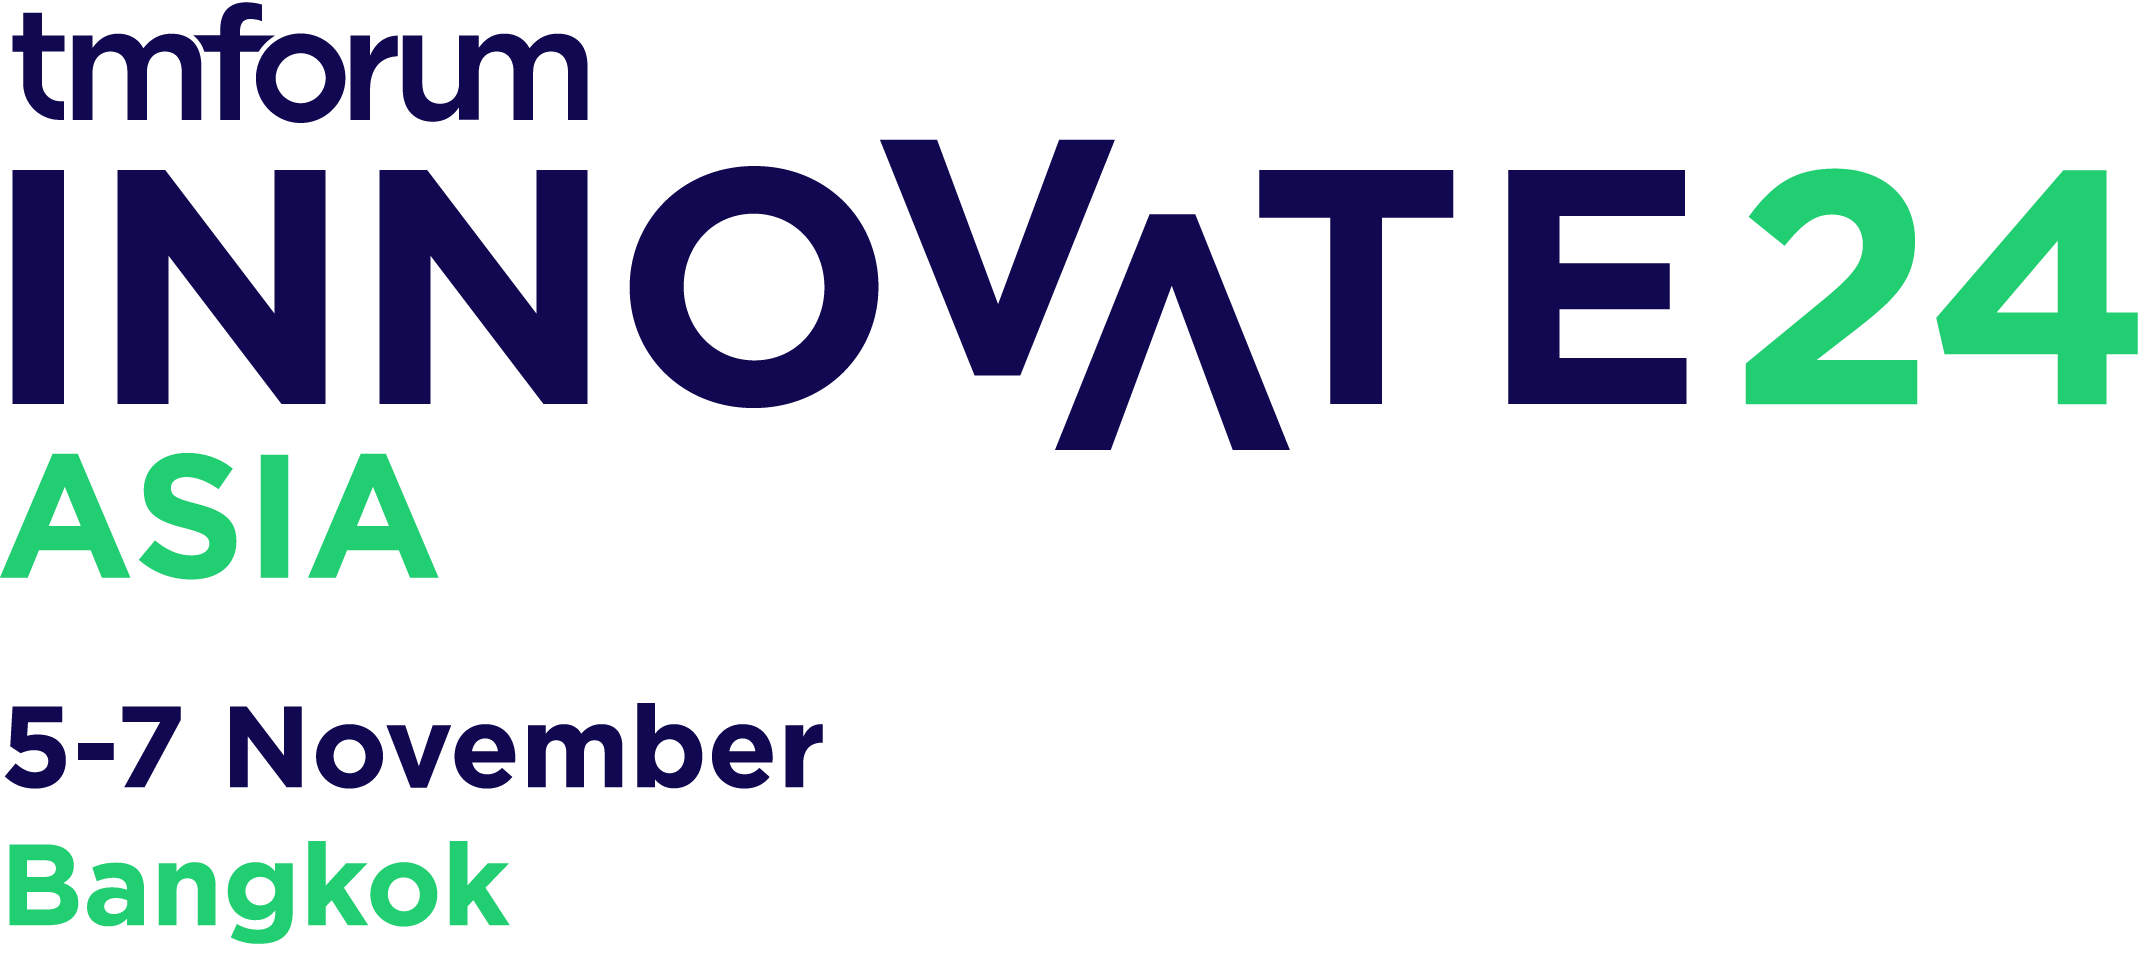 tmforum
INNOVATE24
ASIA
5-7 November
Bangkok